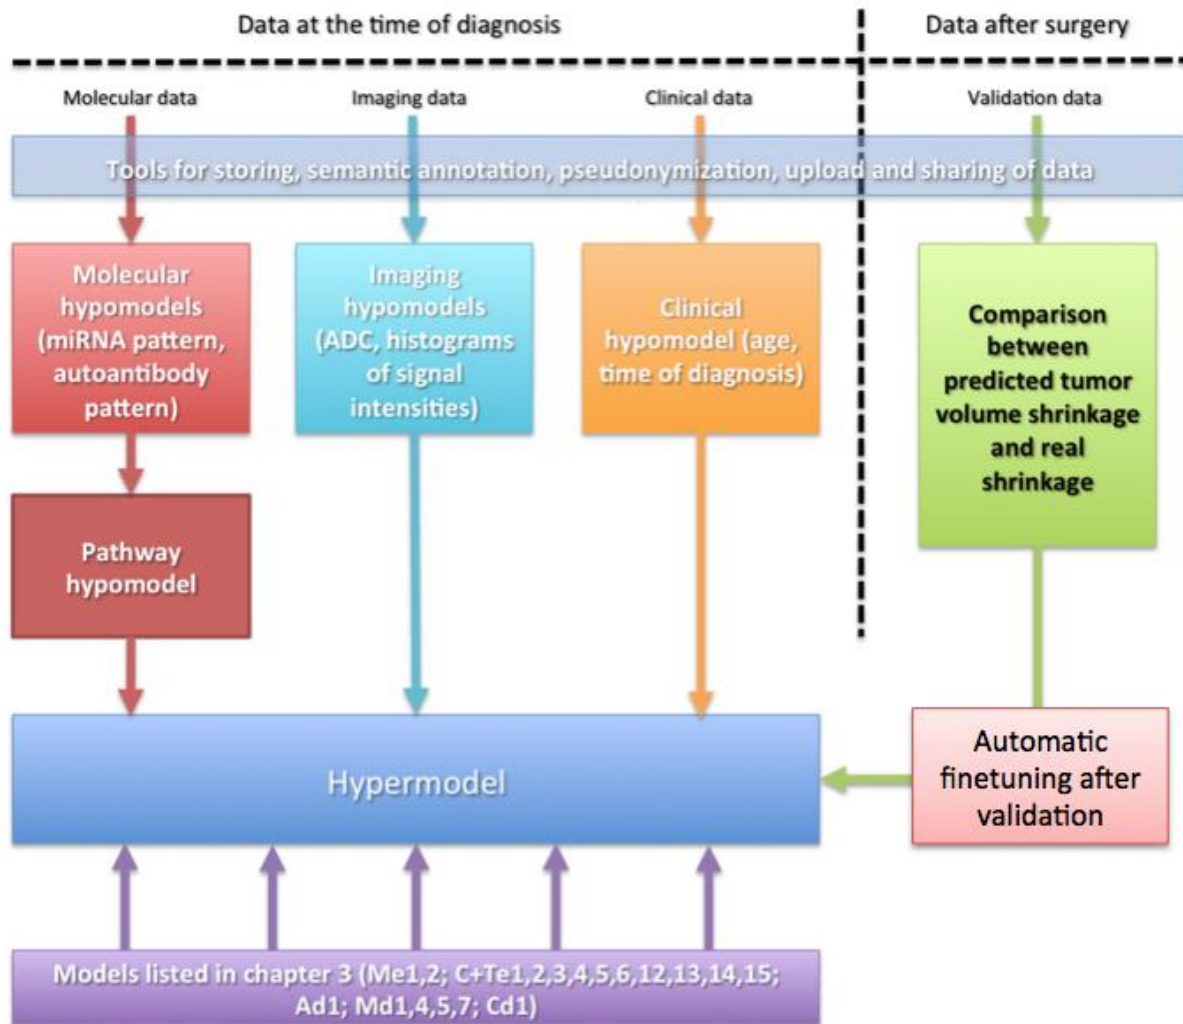 Data at the time of diagnosis
Data after surgery
Molecular data
Imaging data
Clinical data
Validation data
Tools for storing, semantic annotation, pseudonymization, upload and sharing of data
Molecular
hypomodels
(miRNA pattern,
autoantibody
pattern)
Imaging
hypomodels
(ADC, histograms
of signal
intensities)
Clinical
hypomodel (age,
time of diagnosis)
Comparison
between
predicted tumor
volume shrinkage
and real
shrinkage
Pathway
hypomodel
Hypermodel
Automatic
finetuning after
validation
Models listed in chapter 3 (Me1,2; C+Te1,2,3,4,5,6,12,13,14,15;
Ad1; Md1,4,5,7; Cd1)